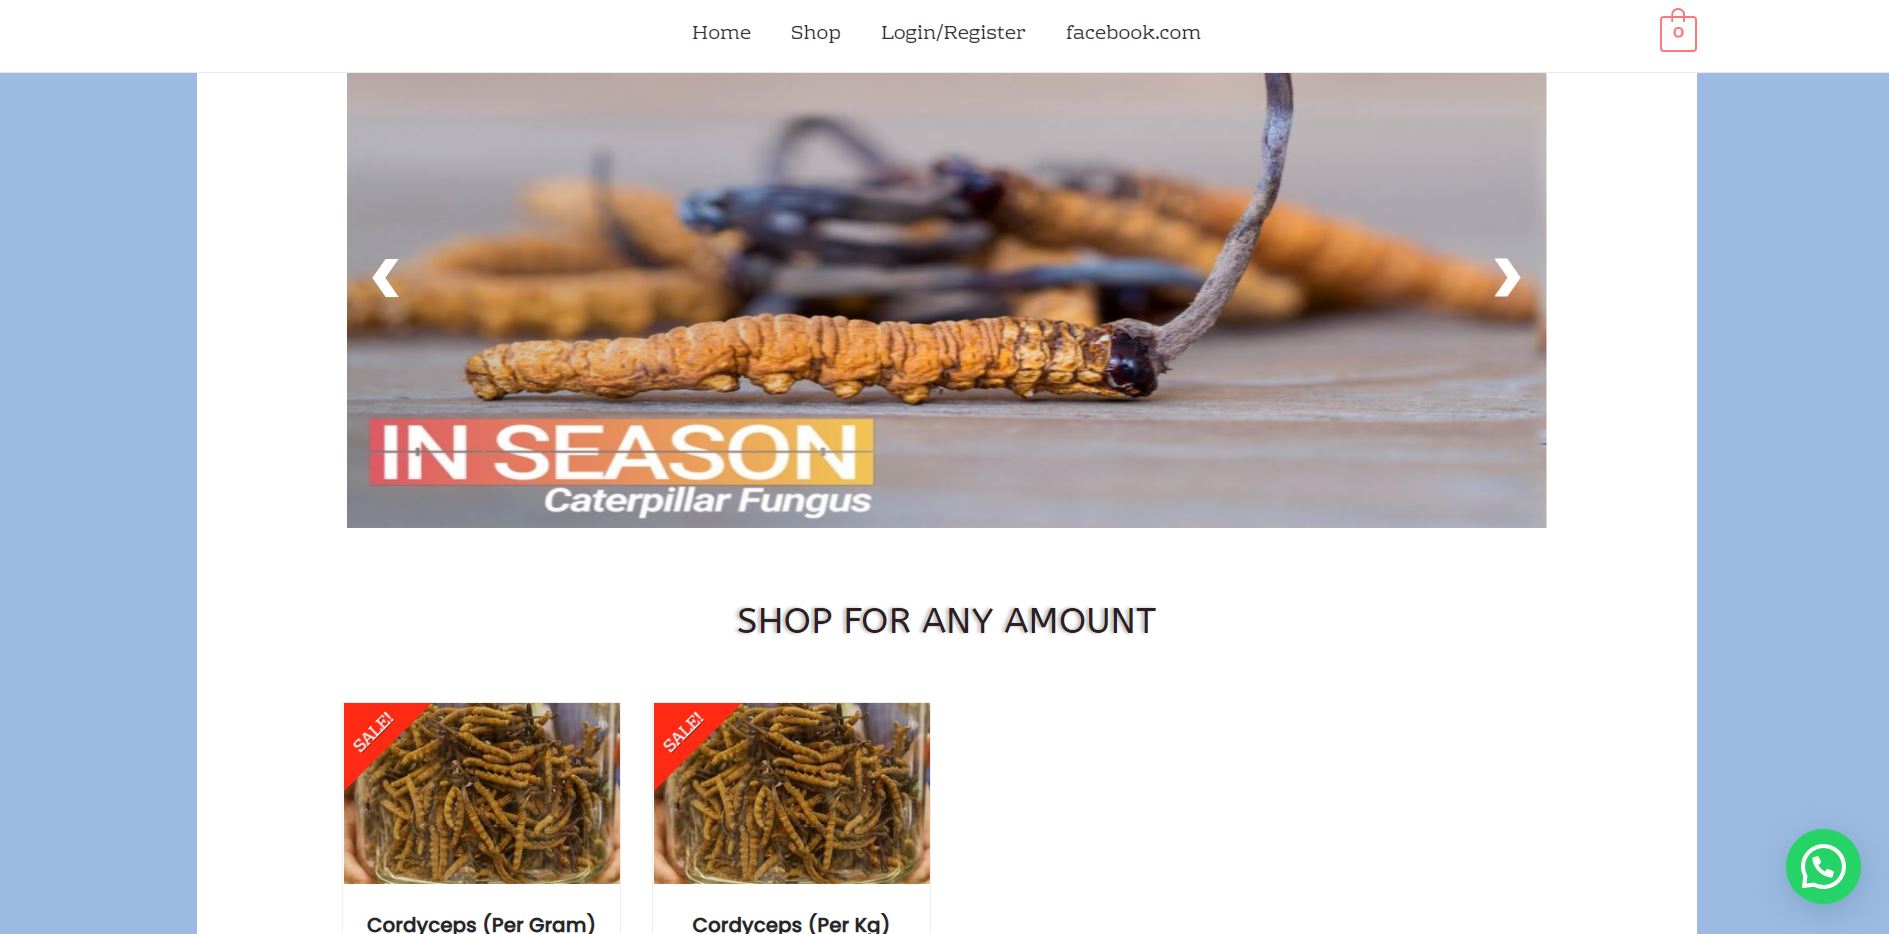 Home Shop Login/Register facebook.com 0
IN SEASON
Caterpillar Fungus
SHOP FOR ANY AMOUNT
SALE! SALE!
Cordyceps (Per Gram) Cordyceps (Per Kg)